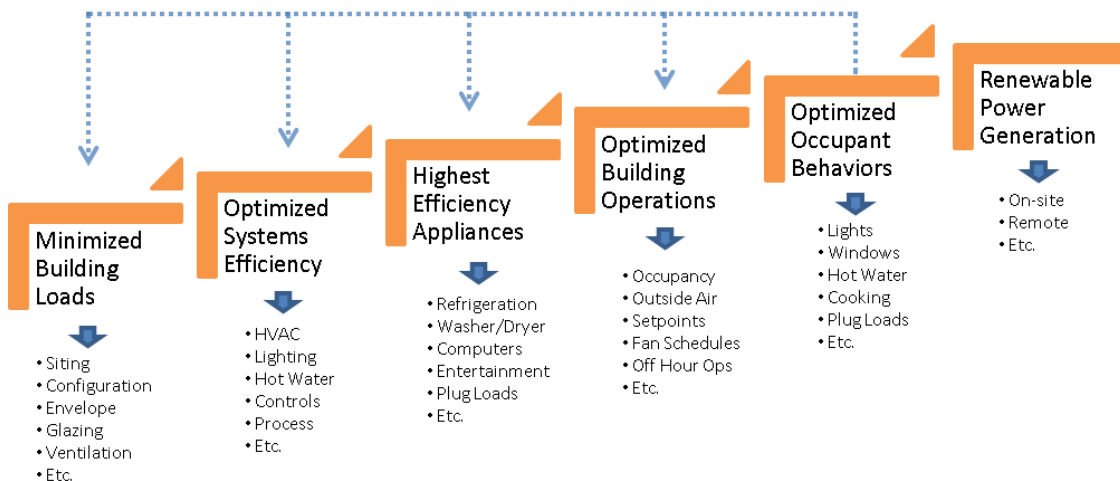 Minimized
Building
Loads
• Siting
• Configuration
• Envelope
• Glazing
• Ventilation
• Etc.
Optimized
Systems
Efficiency
• HVAC
• Lighting
• Hot Water
• Controls
• Process
• Etc.
Highest
Efficiency
Appliances
• Refrigeration
• Washer/Dryer
• Computers
• Entertainment
• Plug Loads
• Etc.
Optimized
Building
Operations
• Occupancy
• Outside Air
• Setpoints
• Fan Schedules
• Off Hour Ops
• Etc.
Optimized
Occupant
Behaviors
• Lights
• Windows
• Hot Water
• Cooking
• Plug Loads
• Etc.
Renewable
Power
Generation
• On-site
• Remote
• Etc.